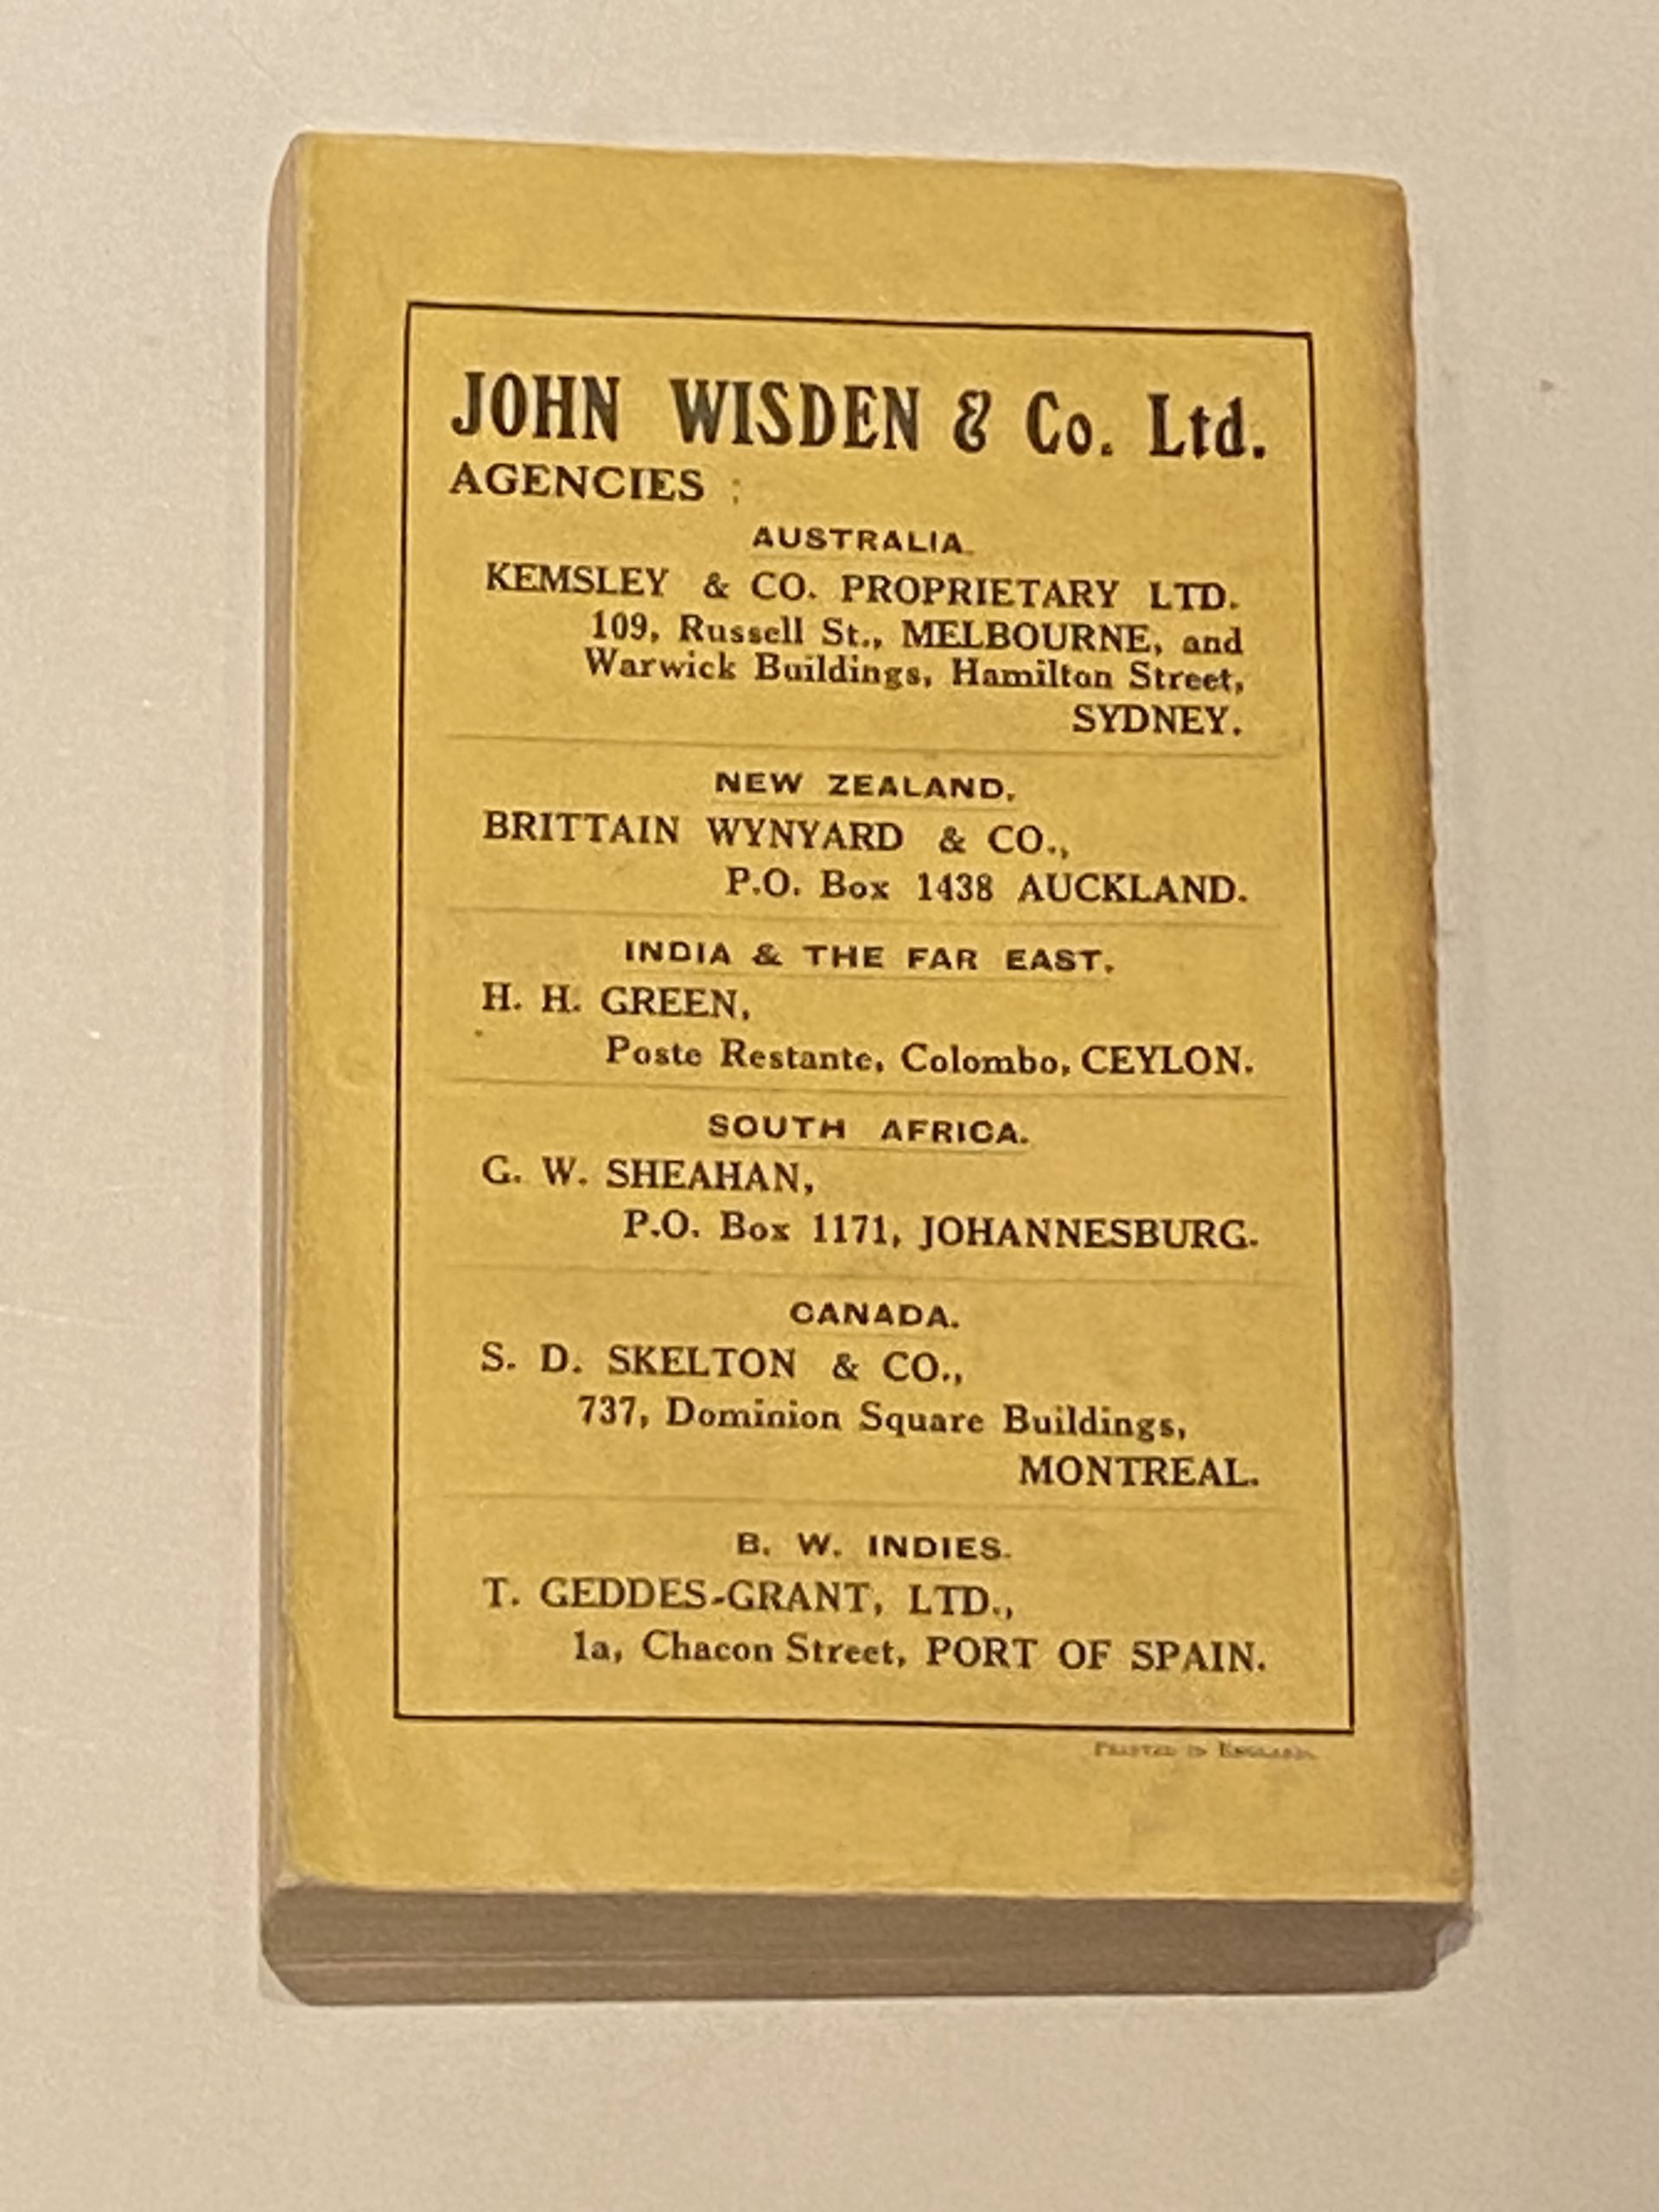 JOHN WISDEN & Co. Ltd.
AGENCIES :
AUSTRALIA.
KEMSLEY & CO. PROPRIETARY LTD.
109, Russell St., MELBOURNE, and
Warwick Buildings, Hamilton Street,
SYDNEY.
NEW ZEALAND.
BRITTAIN WYNYARD & CO.,
P.O. Box 1438 AUCKLAND.
INDIA & THE FAR EAST.
H. H. GREEN,
Poste Restante, Colombo, CEYLON.
SOUTH AFRICA.
G. W. SHEAHAN,
P.O. Box 1171, JOHANNESBURG.
CANADA.
S. D. SKELTON & CO.,
737, Dominion Square Buildings,
MONTREAL.
B. W. INDIES.
T. GEDDES-GRANT, LTD.,
1a, Chacon Street, PORT OF SPAIN.
PRINTED IN ENGLAND.